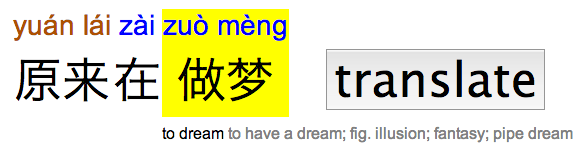 yuán lái zài zuò mèng
原来在 做梦 translate
to dream to have a dream; fig. illusion; fantasy; pipe dream